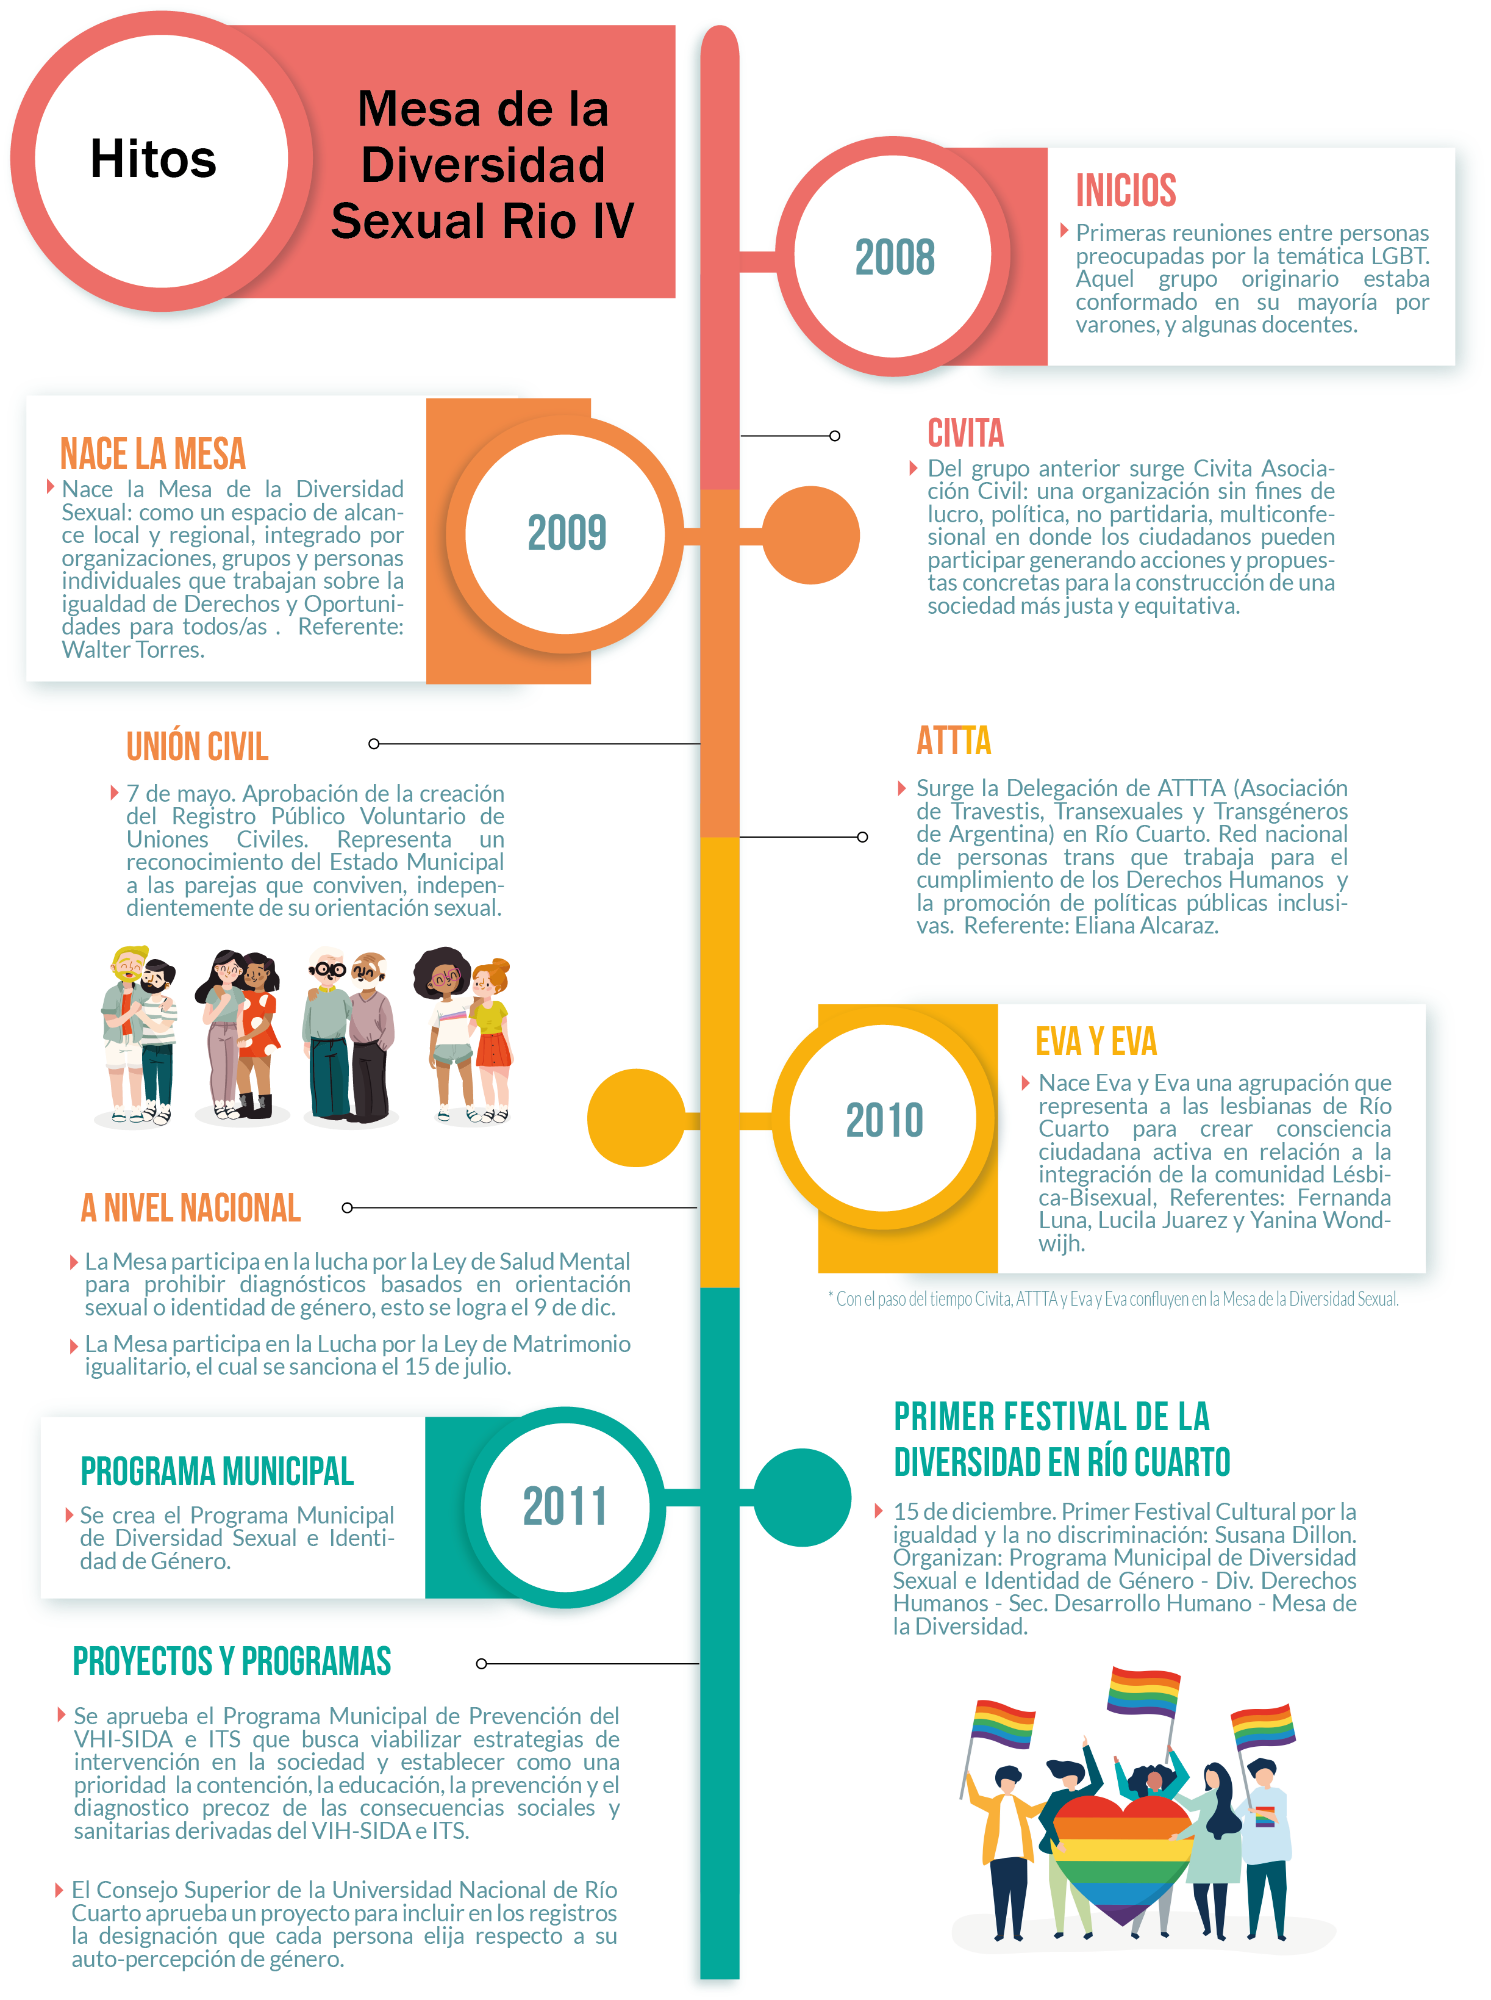 Hitos
Mesa de la
Diversidad
Sexual Rio IV
2008
INICIOS
Primeras reuniones entre personas
preocupadas por la temática LGBT.
Aquel grupo originario estaba
conformado en su mayoría por
varones, y algunas docentes.
CIVITA
Del grupo anterior surge Civita Asocia-
ción Civil: una organización sin fines de
lucro, política, no partidaria, multiconfe-
sional en donde los ciudadanos pueden
participar generando acciones y propues-
tas concretas para la construcción de una
sociedad más justa y equitativa.
NACE LA MESA
Nace la Mesa de la Diversidad
Sexual: como un espacio de alcan-
ce local y regional, integrado por
organizaciones, grupos y personas
individuales que trabajan sobre la
igualdad de Derechos y Oportuni-
dades para todos/as . Referente:
Walter Torres.
2009
UNIÓN CIVIL
7 de mayo. Aprobación de la creación
del Registro Público Voluntario de
Uniones Civiles. Representa un
reconocimiento del Estado Municipal
a las parejas que conviven, indepen-
dientemente de su orientación sexual.
ATTTA
Surge la Delegación de ATTTA (Asociación
de Travestis, Transexuales y Transgéneros
de Argentina) en Río Cuarto. Red nacional
de personas trans que trabaja para el
cumplimiento de los Derechos Humanos y
la promoción de políticas públicas inclusi-
vas. Referente: Eliana Alcaraz.
2010
EVA Y EVA
Nace Eva y Eva una agrupación que
representa a las lesbianas de Río
Cuarto para crear consciencia
ciudadana activa en relación a la
integración de la comunidad Lésbi-
ca-Bisexual, Referentes: Fernanda
Luna, Lucila Juarez y Yanina Wond-
wijh.
* Con el paso del tiempo Civita, ATTTA y Eva y Eva confluyen en la Mesa de la Diversidad Sexual.
A NIVEL NACIONAL
La Mesa participa en la lucha por la Ley de Salud Mental
para prohibir diagnósticos basados en orientación
sexual o identidad de género, esto se logra el 9 de dic.
La Mesa participa en la Lucha por la Ley de Matrimonio
igualitario, el cual se sanciona el 15 de julio.
PROGRAMA MUNICIPAL
Se crea el Programa Municipal
de Diversidad Sexual e Identi-
dad de Género.
2011
PRIMER FESTIVAL DE LA
DIVERSIDAD EN RÍO CUARTO
15 de diciembre. Primer Festival Cultural por la
igualdad y la no discriminación: Susana Dillon.
Organizan: Programa Municipal de Diversidad
Sexual e Identidad de Género - Div. Derechos
Humanos - Sec. Desarrollo Humano - Mesa de
la Diversidad.
PROYECTOS Y PROGRAMAS
Se aprueba el Programa Municipal de Prevención del
VHI-SIDA e ITS que busca viabilizar estrategias de
intervención en la sociedad y establecer como una
prioridad la contención, la educación, la prevención y el
diagnostico precoz de las consecuencias sociales y
sanitarias derivadas del VIH-SIDA e ITS.
El Consejo Superior de la Universidad Nacional de Río
Cuarto aprueba un proyecto para incluir en los registros
la designación que cada persona elija respecto a su
auto-percepción de género.